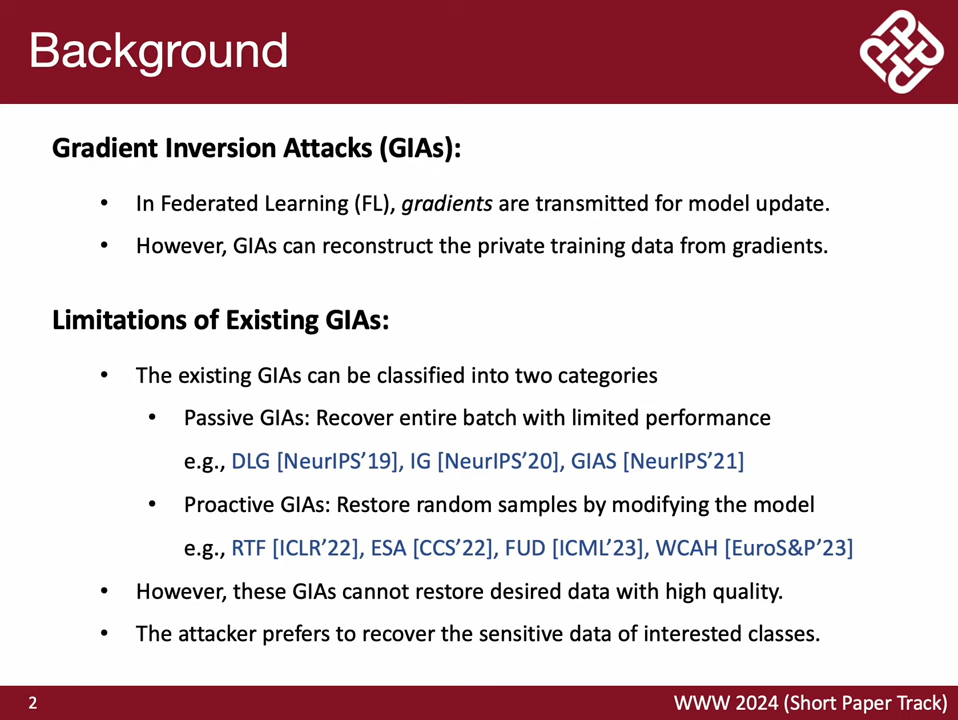 Background
Gradient Inversion Attacks (GIAs):
• In Federated Learning (FL), gradients are transmitted for model update.
• However, GIAs can reconstruct the private training data from gradients.
Limitations of Existing GIAs:
• The existing GIAs can be classified into two categories
• Passive GIAs: Recover entire batch with limited performance
e.g., DLG [NeurIPS’19], IG [NeurIPS’20], GIAS [NeurIPS’21]
• Proactive GIAs: Restore random samples by modifying the model
e.g., RTF [ICLR’22], ESA [CCS’22], FUD [ICML’23], WCAH [EuroS&P’23]
• However, these GIAs cannot restore desired data with high quality.
• The attacker prefers to recover the sensitive data of interested classes.
2
WWW 2024 (Short Paper Track)